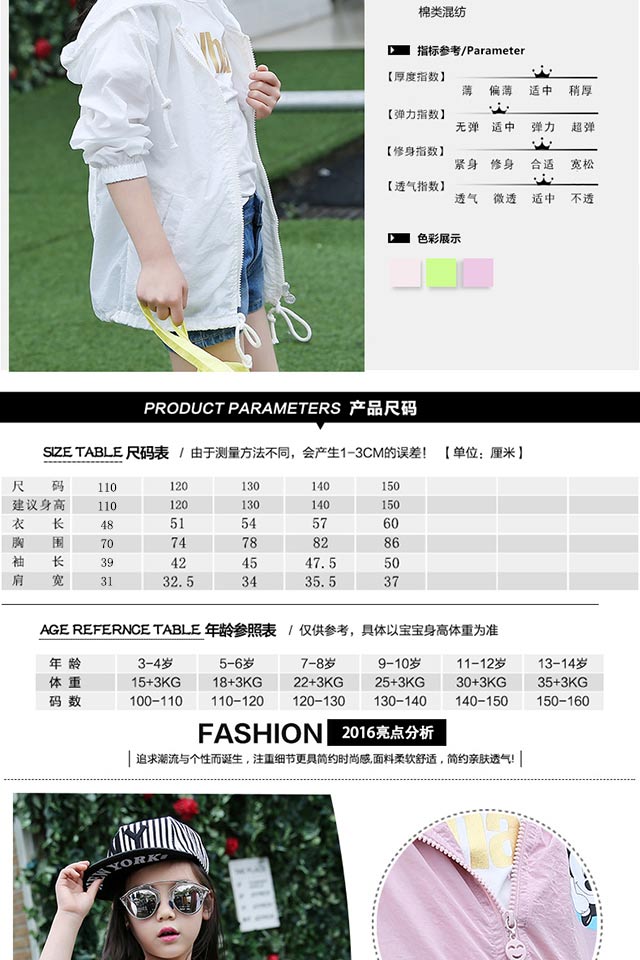 棉类混纺
指标参考/Parameter
【厚度指数】
薄 偏薄 适中 稍厚
【弹力指数】
无弹 适中 弹力 超弹
【修身指数】
紧身 修身 合适 宽松
【透气指数】
透气 微透 适中 不透
色彩展示
PRODUCT PARAMETERS 产品尺码
SIZE TABLE 尺码表 / 由于测量方法不同，会产生1-3CM的误差！ 【 单位：厘米 】
尺 码 110 120 130 140 150
建议身高 110 120 130 140 150
衣 长 48 51 54 57 60
胸 围 70 74 78 82 86
袖 长 39 42 45 47.5 50
肩 宽 31 32.5 34 35.5 37
AGE REFERNCE TABLE 年龄参照表 / 仅供参考，具体以宝宝身高体重为准
年 龄 3-4岁 5-6岁 7-8岁 9-10岁 11-12岁 13-14岁
体 重 15+3KG 18+3KG 22+3KG 25+3KG 30+3KG 35+3KG
码 数 100-110 110-120 120-130 130-140 140-150 150-160
FASHION 2016亮点分析
追求潮流与个性而诞生，注重细节更具简约时尚感,面料柔软舒适，简约亲肤透气!
NY
NEW YORK